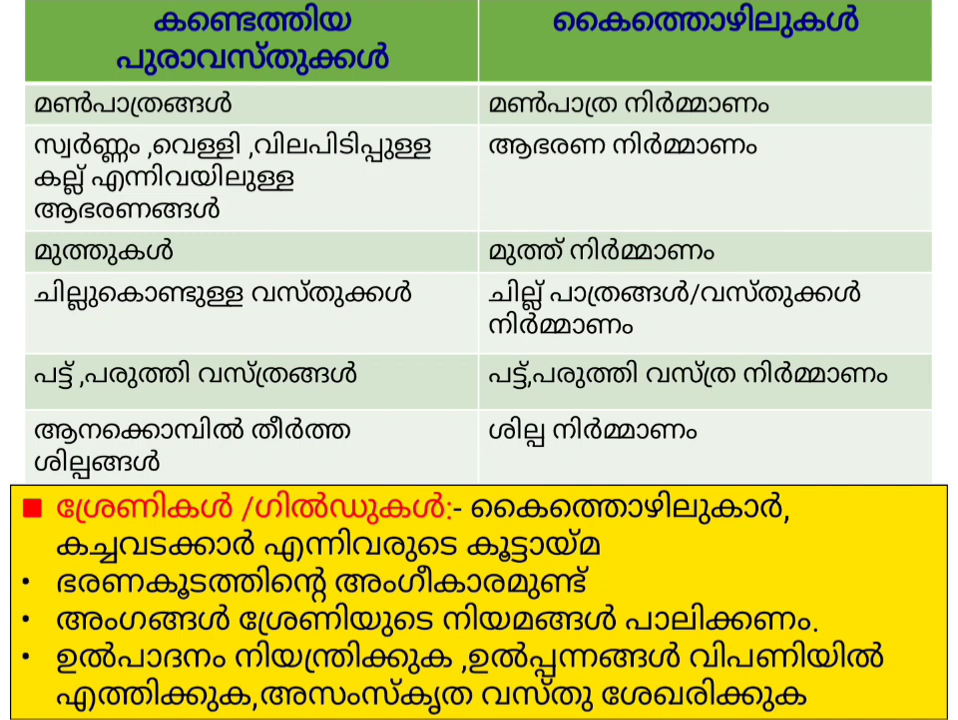 കണ്ടെത്തിയ
പുരാവസ്തുക്കൾ
കൈത്തൊഴിലുകൾ
മൺപാത്രങ്ങൾ
മൺപാത്ര നിർമ്മാണം
സ്വർണ്ണം ,വെള്ളി ,വിലപിടിപ്പുള്ള
കല്ല് എന്നിവയിലുള്ള
ആഭരണങ്ങൾ
ആഭരണ നിർമ്മാണം
മുത്തുകൾ
മുത്ത് നിർമ്മാണം
ചില്ലുകൊണ്ടുള്ള വസ്തുക്കൾ
ചില്ല് പാത്രങ്ങൾ/വസ്തുക്കൾ
നിർമ്മാണം
പട്ട് ,പരുത്തി വസ്ത്രങ്ങൾ
പട്ട്,പരുത്തി വസ്ത്ര നിർമ്മാണം
ആനക്കൊമ്പിൽ തീർത്ത
ശില്പങ്ങൾ
ശില്പ നിർമ്മാണം
■ ശ്രേണികൾ /ഗിൽഡുകൾ:- കൈത്തൊഴിലുകാർ,
കച്ചവടക്കാർ എന്നിവരുടെ കൂട്ടായ്മ
• ഭരണകൂടത്തിന്റെ അംഗീകാരമുണ്ട്
• അംഗങ്ങൾ ശ്രേണിയുടെ നിയമങ്ങൾ പാലിക്കണം.
• ഉൽപാദനം നിയന്ത്രിക്കുക ,ഉൽപ്പന്നങ്ങൾ വിപണിയിൽ
എത്തിക്കുക,അസംസ്കൃത വസ്തു ശേഖരിക്കുക